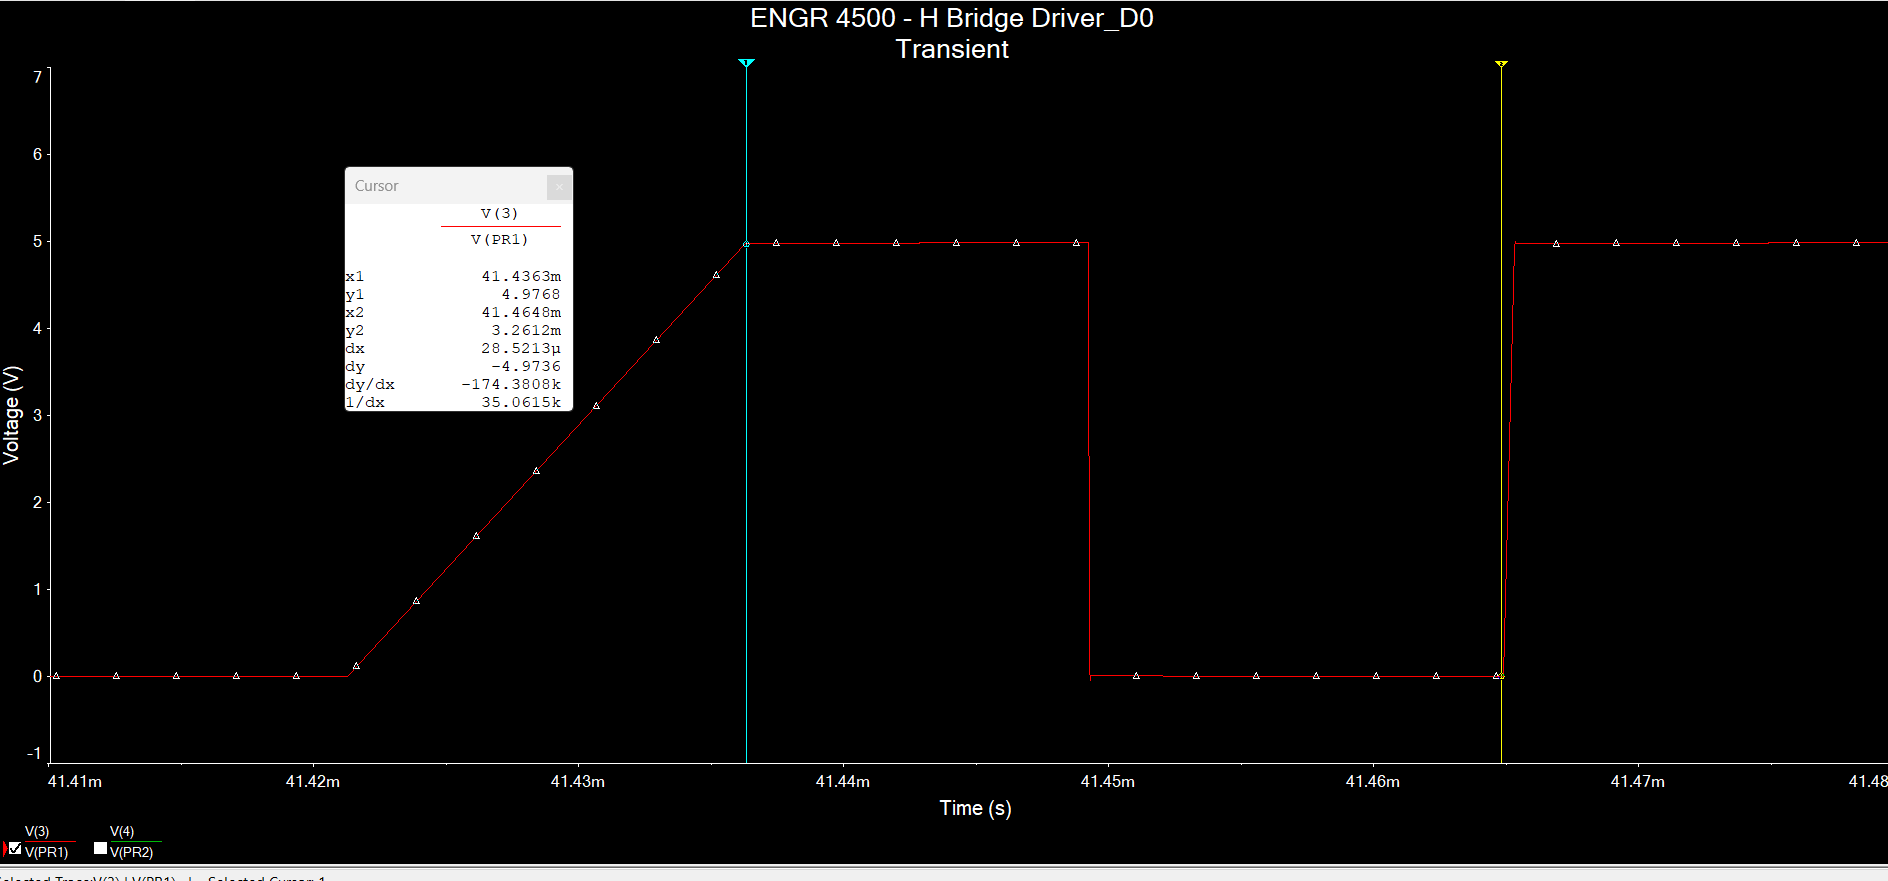 ENGR 4500 - H Bridge Driver_D0
Transient
7
6
5
4
3
2
1
0
-1
Voltage (V)
Cursor
V(3)
V(PR1)
x1 41.4363m
y1 4.9768
x2 41.4648m
y2 3.2612m
dx 28.5213µ
dy -4.9736
dy/dx -174.3808k
1/dx 35.0615k
41.41m 41.42m 41.43m 41.44m 41.45m 41.46m 41.47m 41.48
Time (s)
V(3) V(4)
V(PR1) V(PR2)